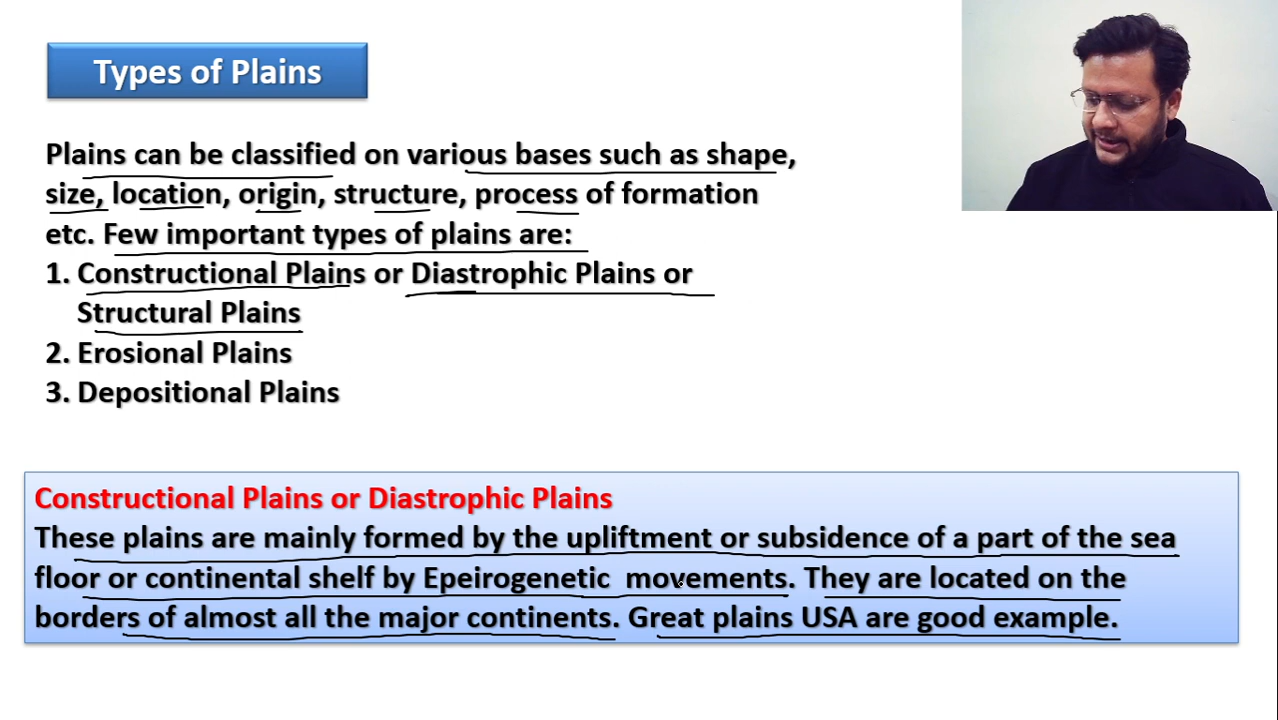 Types of Plains
Plains can be classified on various bases such as shape,
size, location, origin, structure, process of formation
etc. Few important types of plains are:
1. Constructional Plains or Diastrophic Plains or
Structural Plains
2. Erosional Plains
3. Depositional Plains
Constructional Plains or Diastrophic Plains
These plains are mainly formed by the upliftment or subsidence of a part of the sea
floor or continental shelf by Epeirogenetic movements. They are located on the
borders of almost all the major continents. Great plains USA are good example.